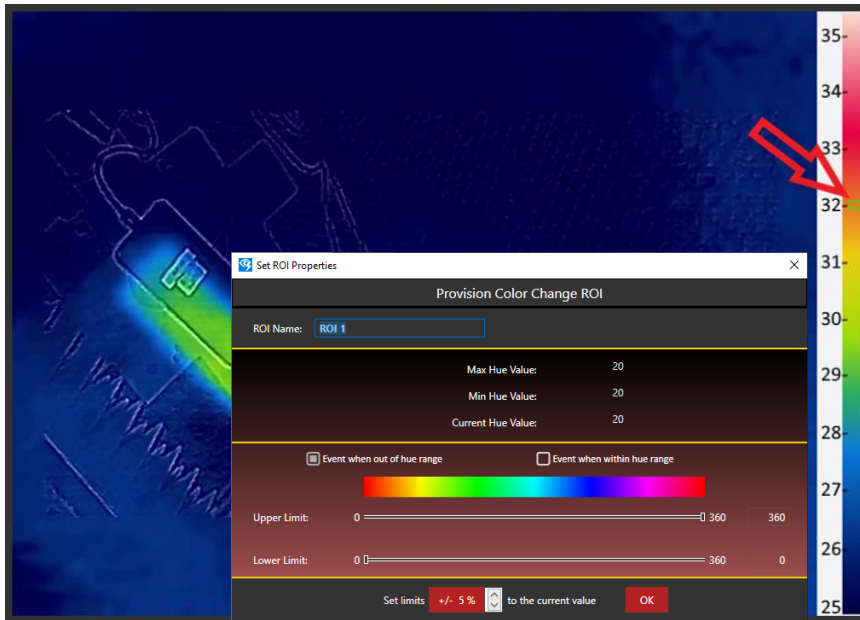 35-
34-
33-
32-
31-
30-
29-
28-
27-
26-
25-
Set ROI Properties
Provision Color Change ROI
ROI Name: ROI 1
Max Hue Value: 20
Min Hue Value: 20
Current Hue Value: 20
Event when out of hue range Event when within hue range
Upper Limit: 0 360 360
Lower Limit: 0 360 0
Set limits +/- 5 % to the current value OK